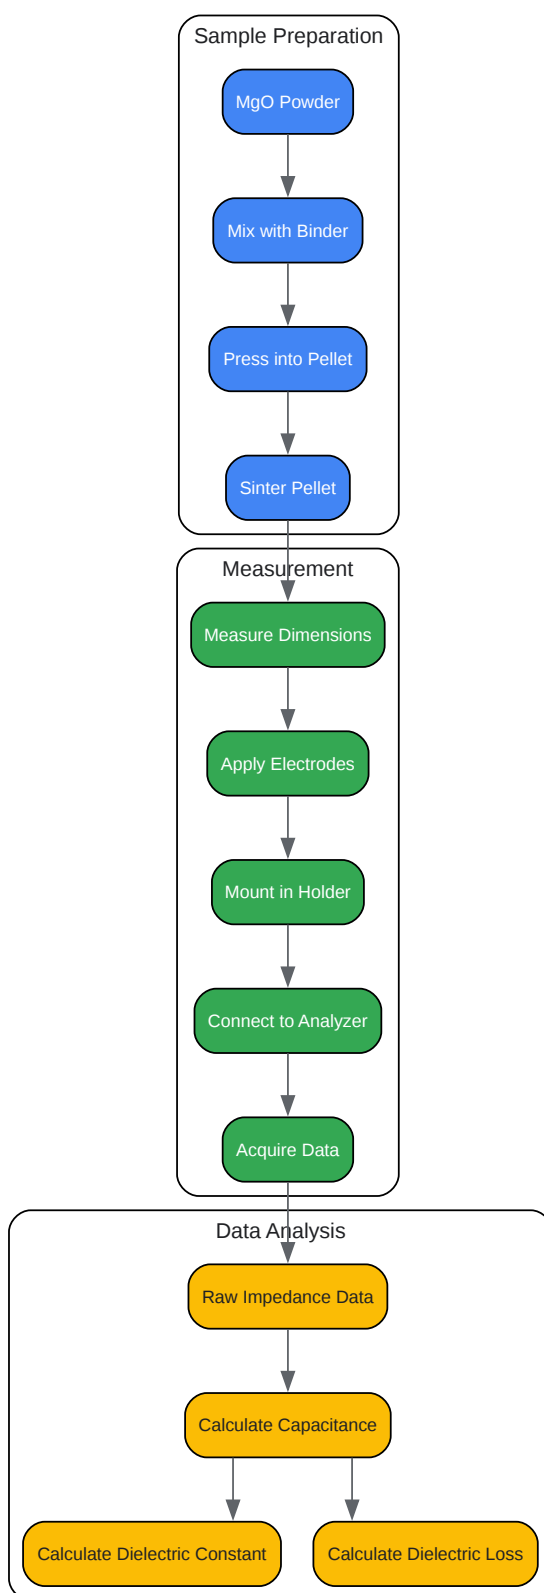 Sample Preparation
MgO Powder
Mix with Binder
Press into Pellet
Sinter Pellet
Measurement
Measure Dimensions
Apply Electrodes
Mount in Holder
Connect to Analyzer
Acquire Data
Data Analysis
Raw Impedance Data
Calculate Capacitance
Calculate Dielectric Constant
Calculate Dielectric Loss